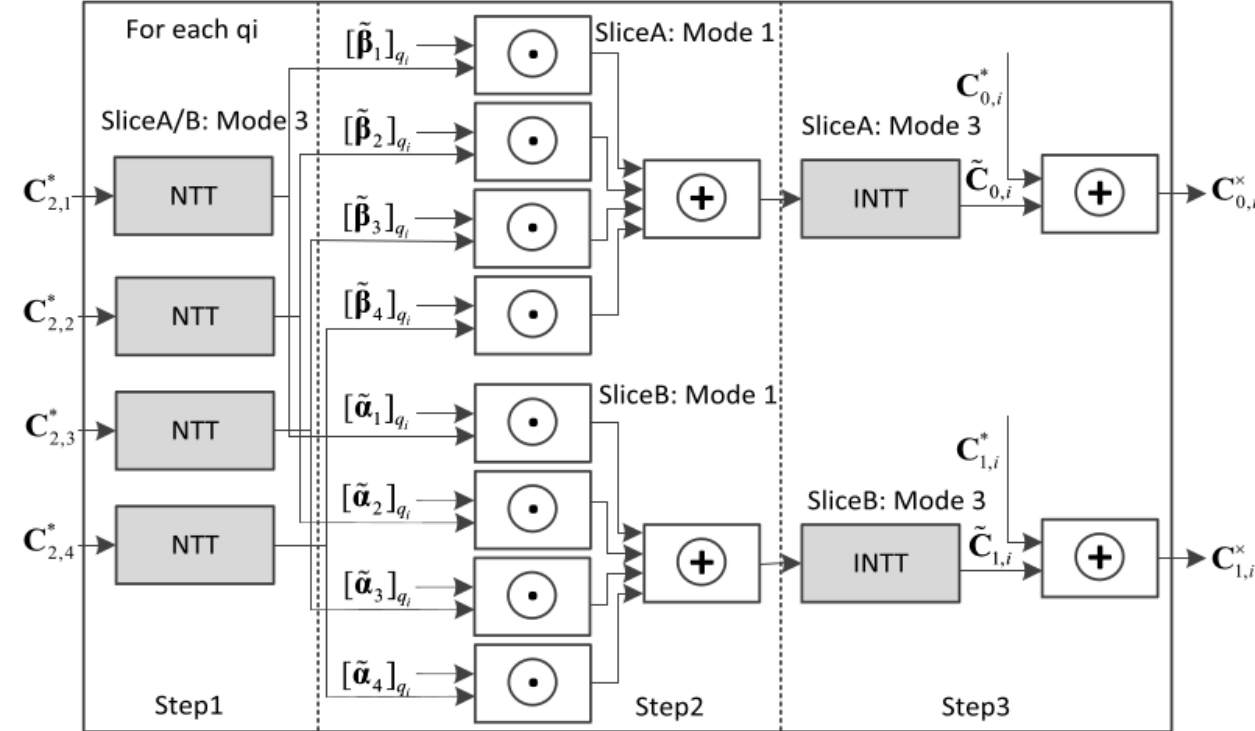 For each qi
SliceA/B: Mode 3
C*2,1
NTT
C*2,2
NTT
C*2,3
NTT
C*2,4
NTT
Step1
[β̃1]qi
SliceA: Mode 1
[β̃2]qi
[β̃3]qi
[β̃4]qi
+
[α̃1]qi
SliceB: Mode 1
[α̃2]qi
[α̃3]qi
[α̃4]qi
+
Step2
C*0,i
SliceA: Mode 3
INTT
C̃0,i
+
C×0,i
C*1,i
SliceB: Mode 3
INTT
C̃1,i
+
C×1,i
Step3